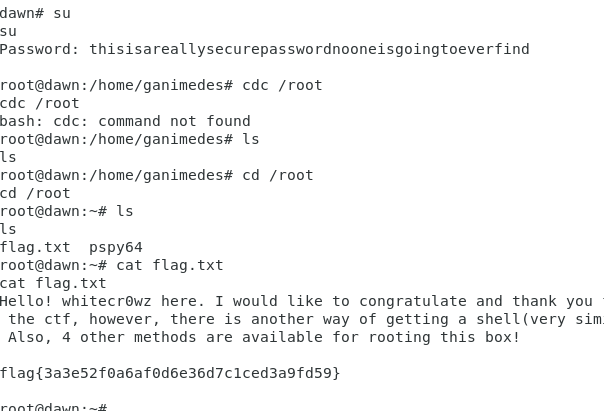 dawn# su
su
Password: thisisareallysecurepasswordnooneisgoingtoeverfind
root@dawn:/home/ganimedes# cdc /root
cdc /root
bash: cdc: command not found
root@dawn:/home/ganimedes# ls
ls
root@dawn:/home/ganimedes# cd /root
cd /root
root@dawn:~# ls
ls
flag.txt  pspy64
root@dawn:~# cat flag.txt
cat flag.txt
Hello! whitecr0wz here. I would like to congratulate and thank you
the ctf, however, there is another way of getting a shell(very
Also, 4 other methods are available for rooting this box!
flag{3a3e52f0a6af0d6e36d7c1ced3a9fd59}
root@dawn:~#